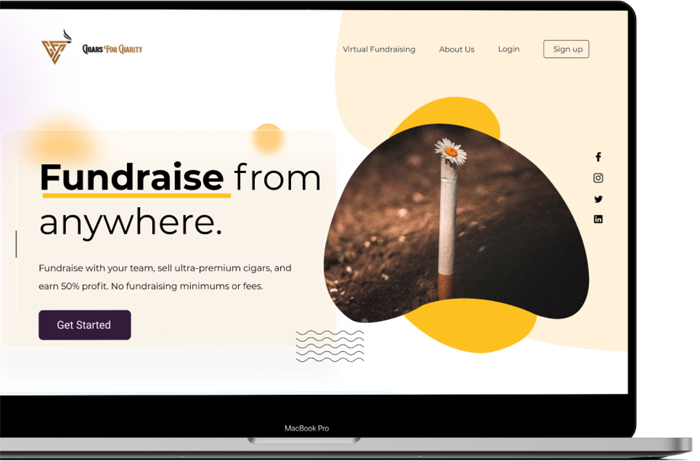 Cigars For Charity
Virtual Fundraising
About Us
Login
Sign up
Fundraise from
anywhere.
Fundraise with your team, sell ultra-premium cigars, and
earn 50% profit. No fundraising minimums or fees.
Get Started
MacBook Pro